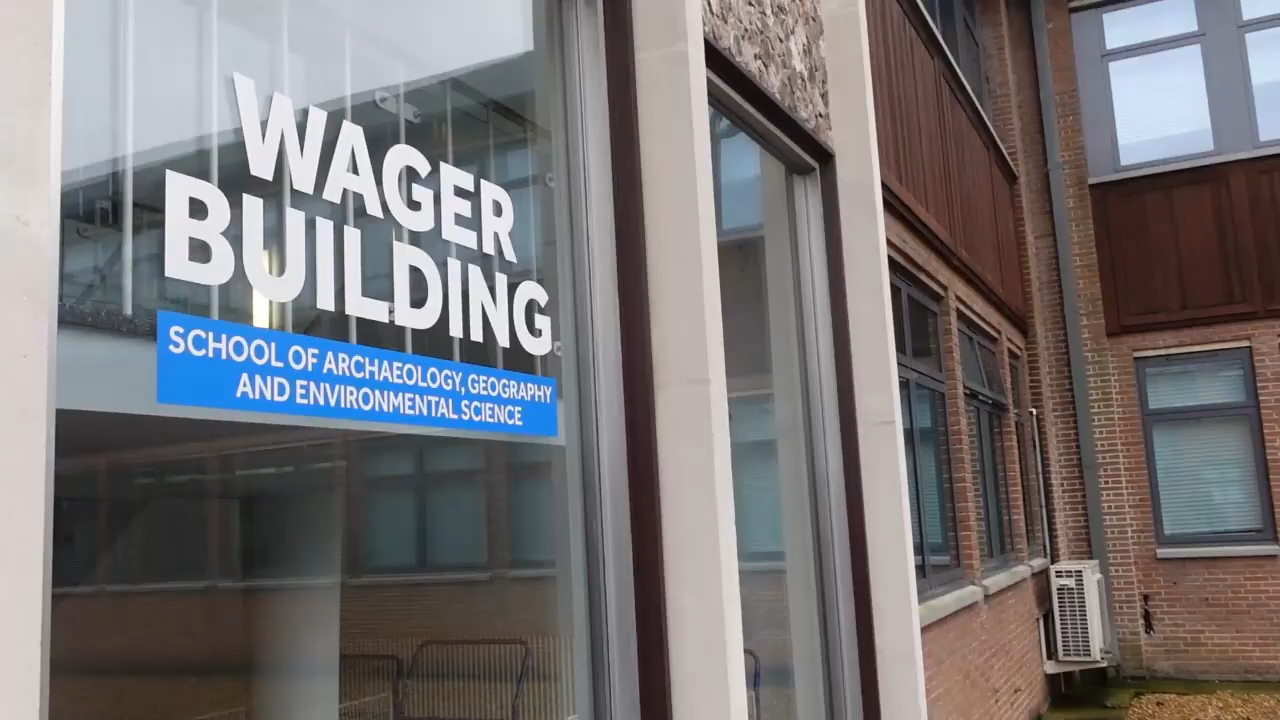 WAGER
BUILDING
SCHOOL OF ARCHAEOLOGY, GEOGRAPHY
AND ENVIRONMENTAL SCIENCE